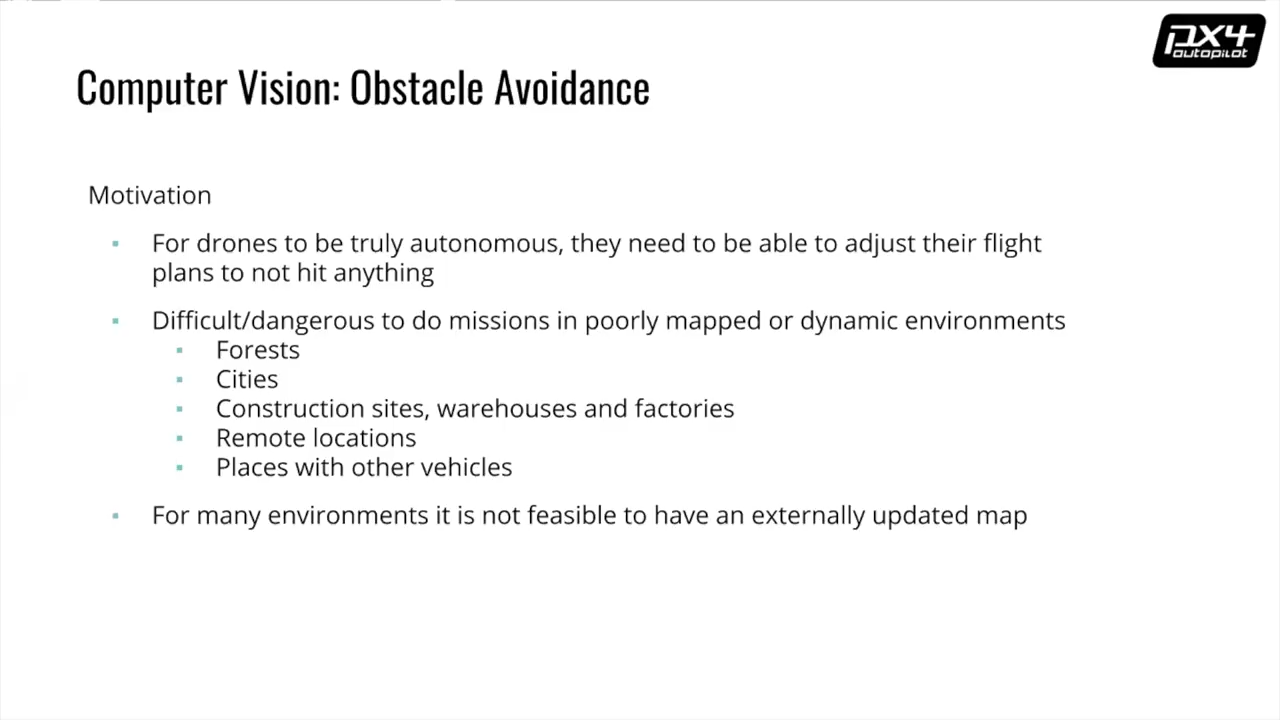 px4
autopilot
Computer Vision: Obstacle Avoidance
Motivation
For drones to be truly autonomous, they need to be able to adjust their flight
plans to not hit anything
Difficult/dangerous to do missions in poorly mapped or dynamic environments
Forests
Cities
Construction sites, warehouses and factories
Remote locations
Places with other vehicles
For many environments it is not feasible to have an externally updated map